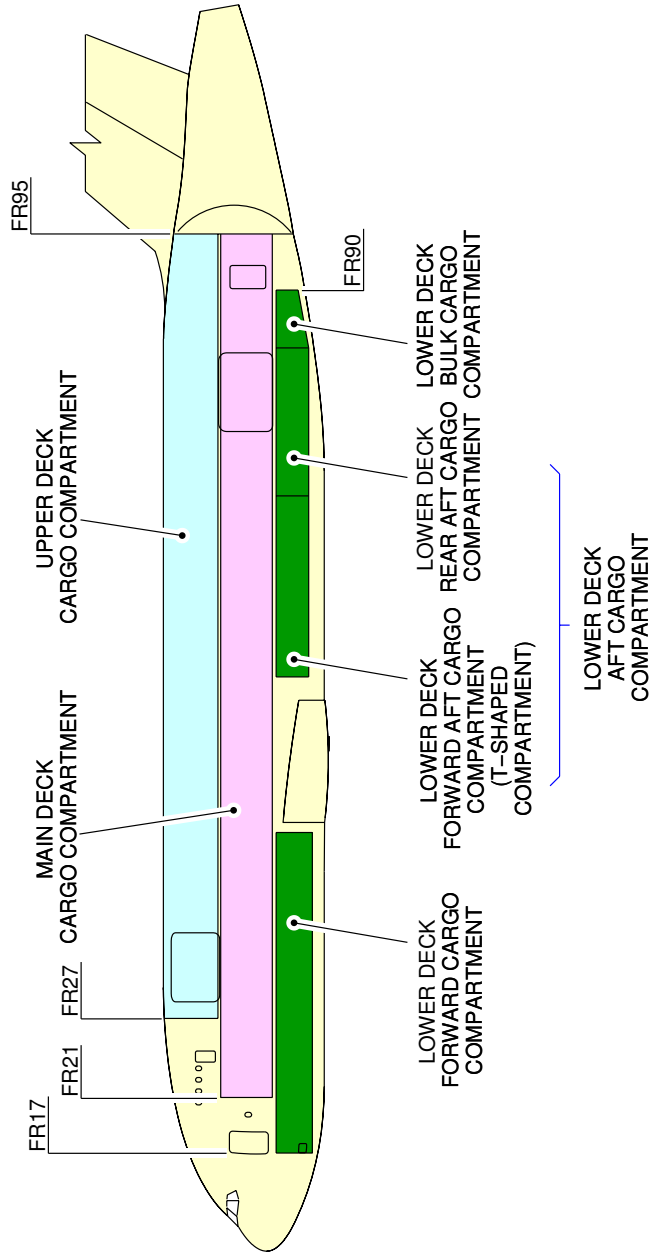 FR95
FR90
FR27
FR21
FR17
UPPER DECK
CARGO COMPARTMENT
MAIN DECK
CARGO COMPARTMENT
LOWER DECK
FORWARD CARGO
COMPARTMENT
LOWER DECK
FORWARD AFT CARGO
COMPARTMENT
(T−SHAPED
COMPARTMENT)
LOWER DECK
REAR AFT CARGO
COMPARTMENT
LOWER DECK
BULK CARGO
COMPARTMENT
LOWER DECK
AFT CARGO
COMPARTMENT